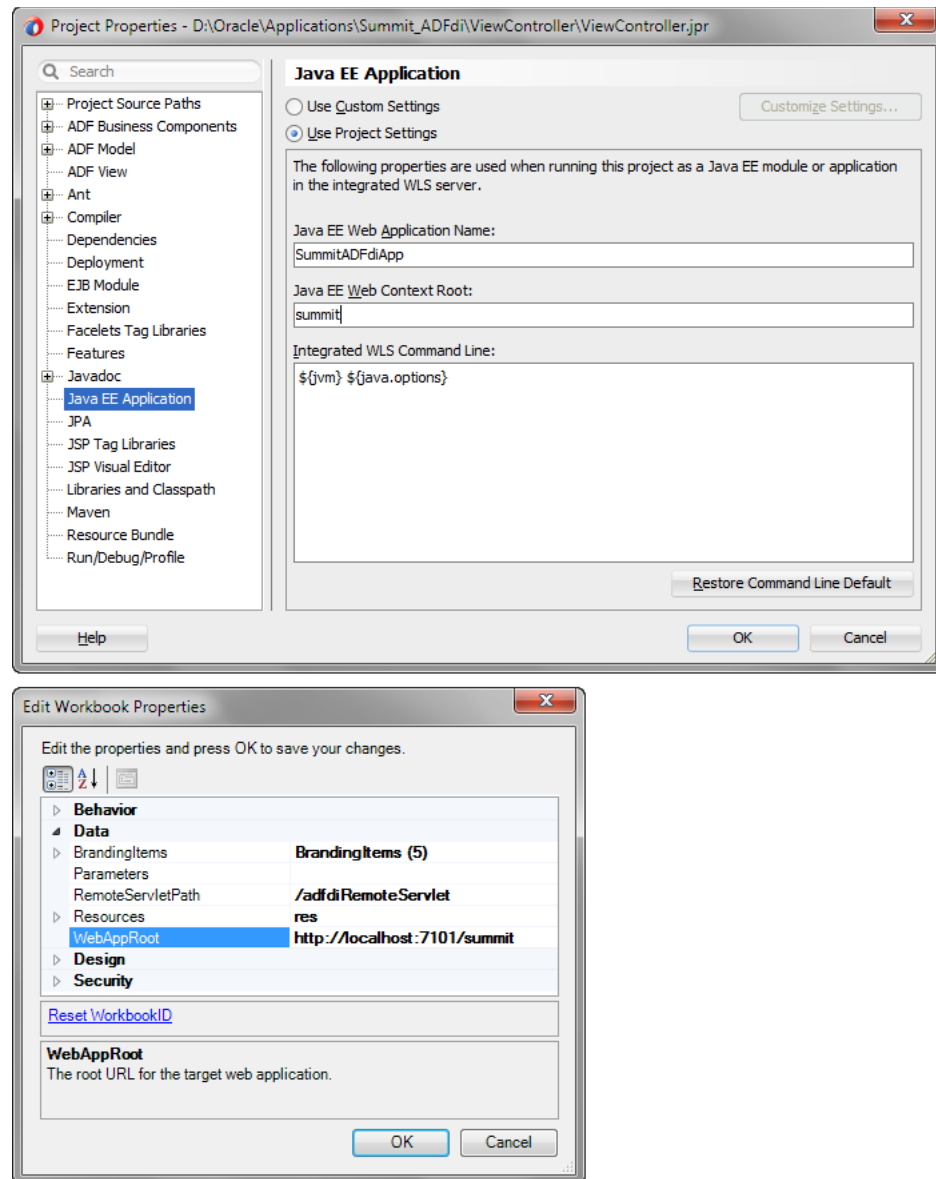 Project Properties - D:\Oracle\Applications\Summit_ADFdi\ViewController\ViewController.jpr
Search
Project Source Paths
ADF Business Components
ADF Model
ADF View
Ant
Compiler
Dependencies
Deployment
EJB Module
Extension
Facelets Tag Libraries
Features
Javadoc
Java EE Application
JPA
JSP Tag Libraries
JSP Visual Editor
Libraries and Classpath
Maven
Resource Bundle
Run/Debug/Profile
Java EE Application
Use Custom Settings
Customize Settings...
Use Project Settings
The following properties are used when running this project as a Java EE module or application
in the integrated WLS server.
Java EE Web Application Name:
SummitADFdiApp
Java EE Web Context Root:
summit
Integrated WLS Command Line:
${jvm} ${java.options}
Restore Command Line Default
Help
OK
Cancel
Edit Workbook Properties
Edit the properties and press OK to save your changes.
Behavior
Data
BrandingItems BrandingItems (5)
Parameters
RemoteServletPath /adfdiRemoteServlet
Resources res
WebAppRoot http://localhost:7101/summit
Design
Security
Reset WorkbookID
WebAppRoot
The root URL for the target web application.
OK
Cancel